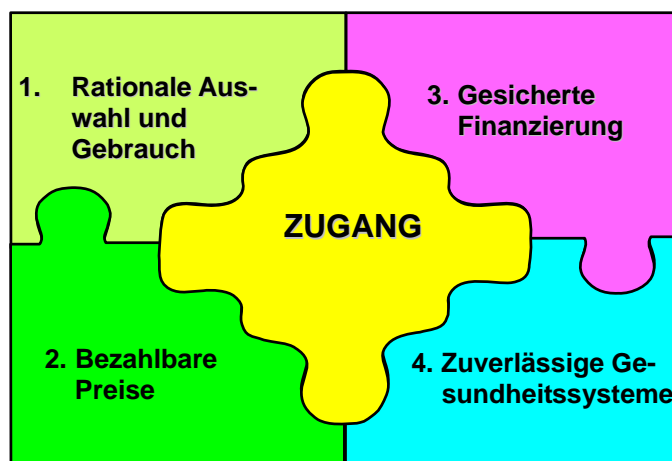 1. Rationale Aus-
wahl und
Gebrauch
3. Gesicherte
Finanzierung
ZUGANG
2. Bezahlbare
Preise
4. Zuverlässige Ge-
sundheitssysteme